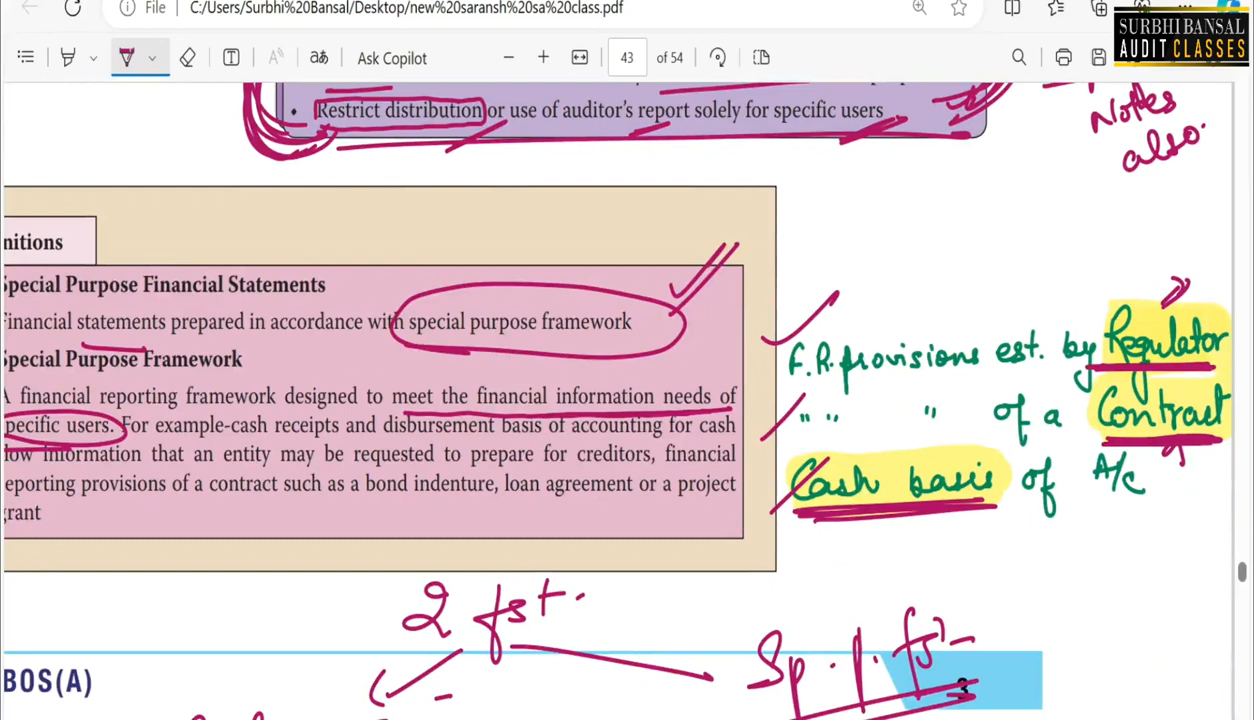 File C:/Users/Surbhi%20Bansal/Desktop/new%20saransh%20sa%20class.pdf
SURBHI BANSAL
AUDIT CLASSES
Ask Copilot 43 of 54
• Restrict distribution or use of auditor's report solely for specific users
Notes
also.
nitions
Special Purpose Financial Statements
Financial statements prepared in accordance with special purpose framework
Special Purpose Framework
A financial reporting framework designed to meet the financial information needs of
specific users. For example-cash receipts and disbursement basis of accounting for cash
low information that an entity may be requested to prepare for creditors, financial
eporting provisions of a contract such as a bond indenture, loan agreement or a project
grant
F.R. provisions est. by Regulator
" " " of a Contract
Cash basis of A/c
2 fst.
Sp. p. fs
BOS(A)
3